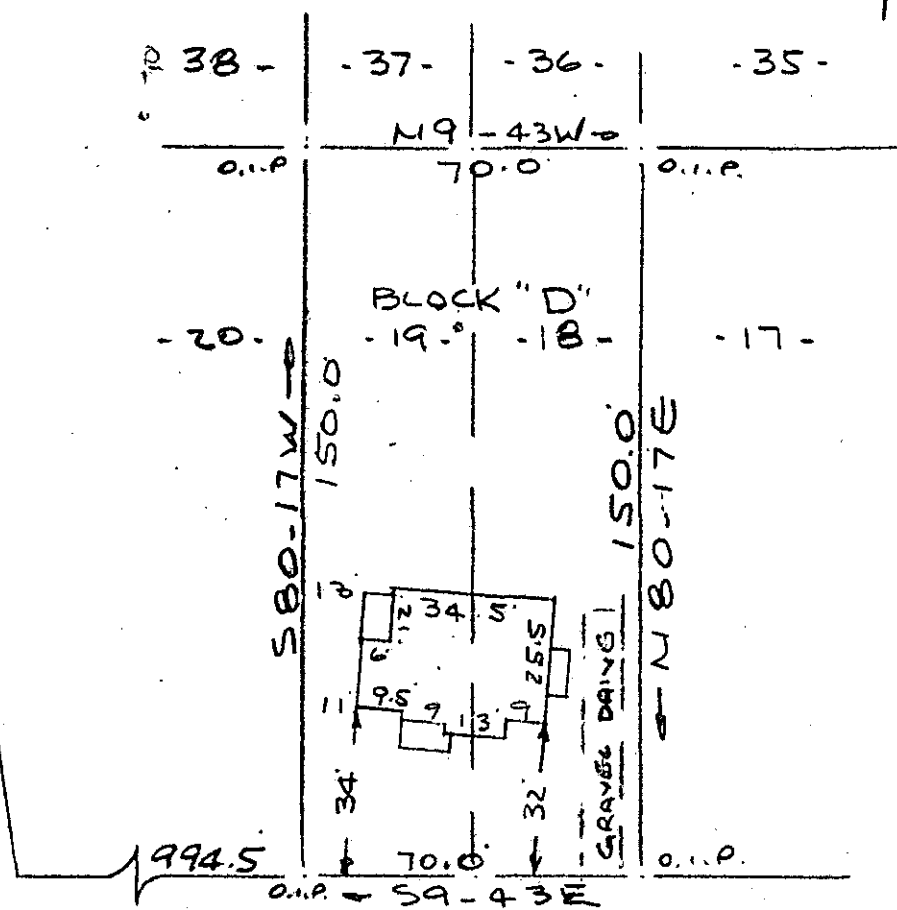 38 - - 37 - - 36 - - 35 -
N9 - 43W
O.I.P. 70.0 O.I.P.
BLOCK "D"
- 20 - - 19 - - 18 - - 17 -
S80-17W
150.0
150.0
N80-17E
13 12 34 5'
6 25.5
11 9.5 9 13 9
34' 32'
GRAVEL DRIVE
994.5 70.0 O.I.P.
O.I.P. S9-43E